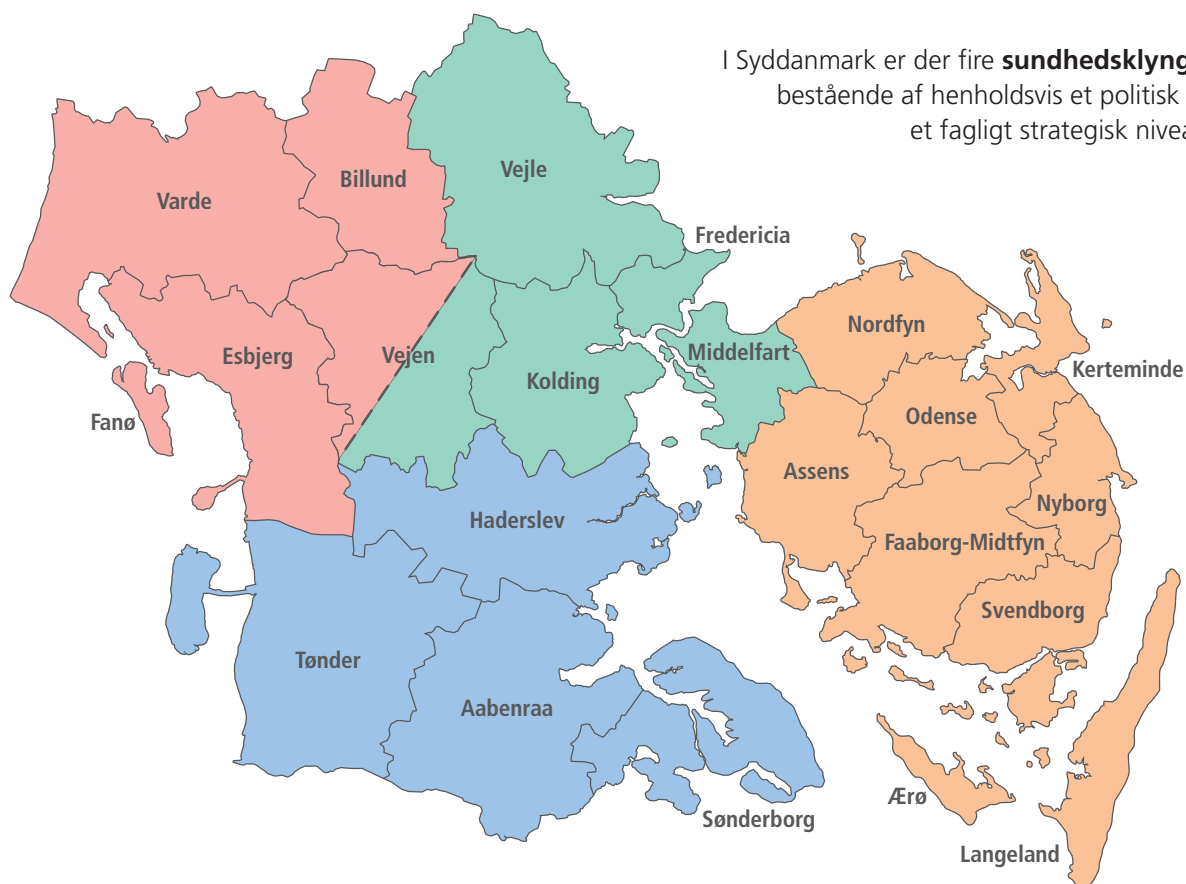 I Syddanmark er der fire sundhedsklyng
bestående af henholdsvis et politisk
et fagligt strategisk nivea
Vejle
Billund
Varde
Fredericia
Nordfyn
Esbjerg
Vejen
Middelfart
Kerteminde
Kolding
Fanø
Odense
Assens
Nyborg
Haderslev
Faaborg-Midtfyn
Svendborg
Tønder
Aabenraa
Ærø
Sønderborg
Langeland